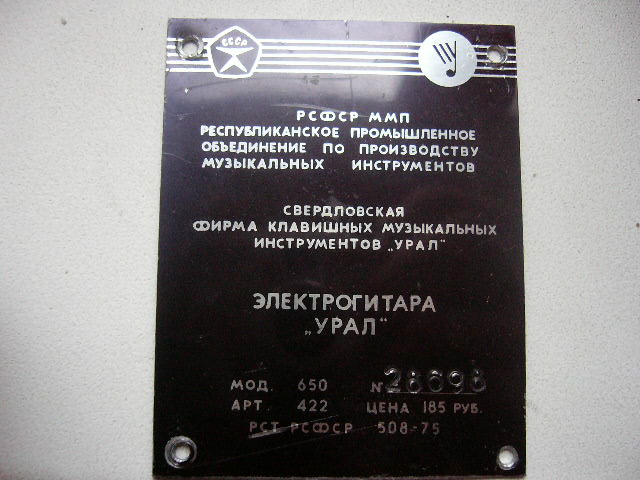 СССР
У
РСФСР ММП
РЕСПУБЛИКАНСКОЕ ПРОМЫШЛЕННОЕ
ОБЪЕДИНЕНИЕ ПО ПРОИЗВОДСТВУ
МУЗЫКАЛЬНЫХ ИНСТРУМЕНТОВ
СВЕРДЛОВСКАЯ
ФИРМА КЛАВИШНЫХ МУЗЫКАЛЬНЫХ
ИНСТРУМЕНТОВ „УРАЛ"
ЭЛЕКТРОГИТАРА
„УРАЛ"
МОД. 650 N 28698
АРТ. 422 ЦЕНА 185 РУБ.
РСТ РСФСР 508-75